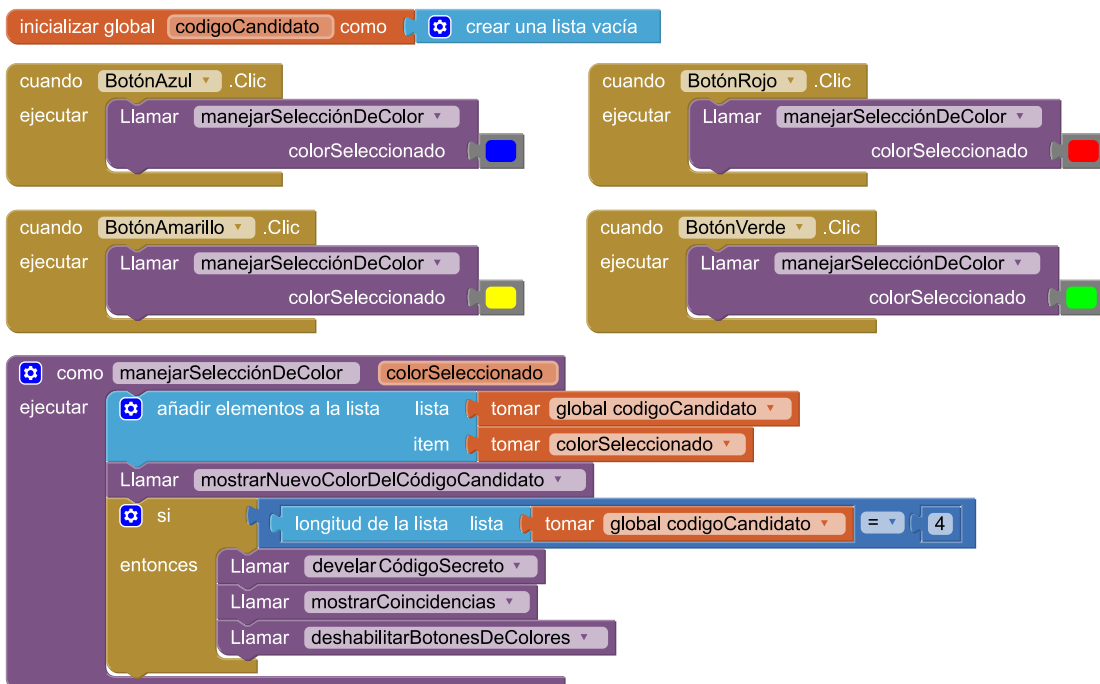 inicializar global codigoCandidato como crear una lista vacía
cuando BotónAzul .Clic
ejecutar Llamar manejarSelecciónDeColor
colorSeleccionado
cuando BotónRojo .Clic
ejecutar Llamar manejarSelecciónDeColor
colorSeleccionado
cuando BotónAmarillo .Clic
ejecutar Llamar manejarSelecciónDeColor
colorSeleccionado
cuando BotónVerde .Clic
ejecutar Llamar manejarSelecciónDeColor
colorSeleccionado
como manejarSelecciónDeColor colorSeleccionado
ejecutar añadir elementos a la lista lista tomar global codigoCandidato
item tomar colorSeleccionado
Llamar mostrarNuevoColorDelCódigoCandidato
si longitud de la lista lista tomar global codigoCandidato = 4
entonces Llamar develarCódigoSecreto
Llamar mostrarCoincidencias
Llamar deshabilitarBotonesDeColores